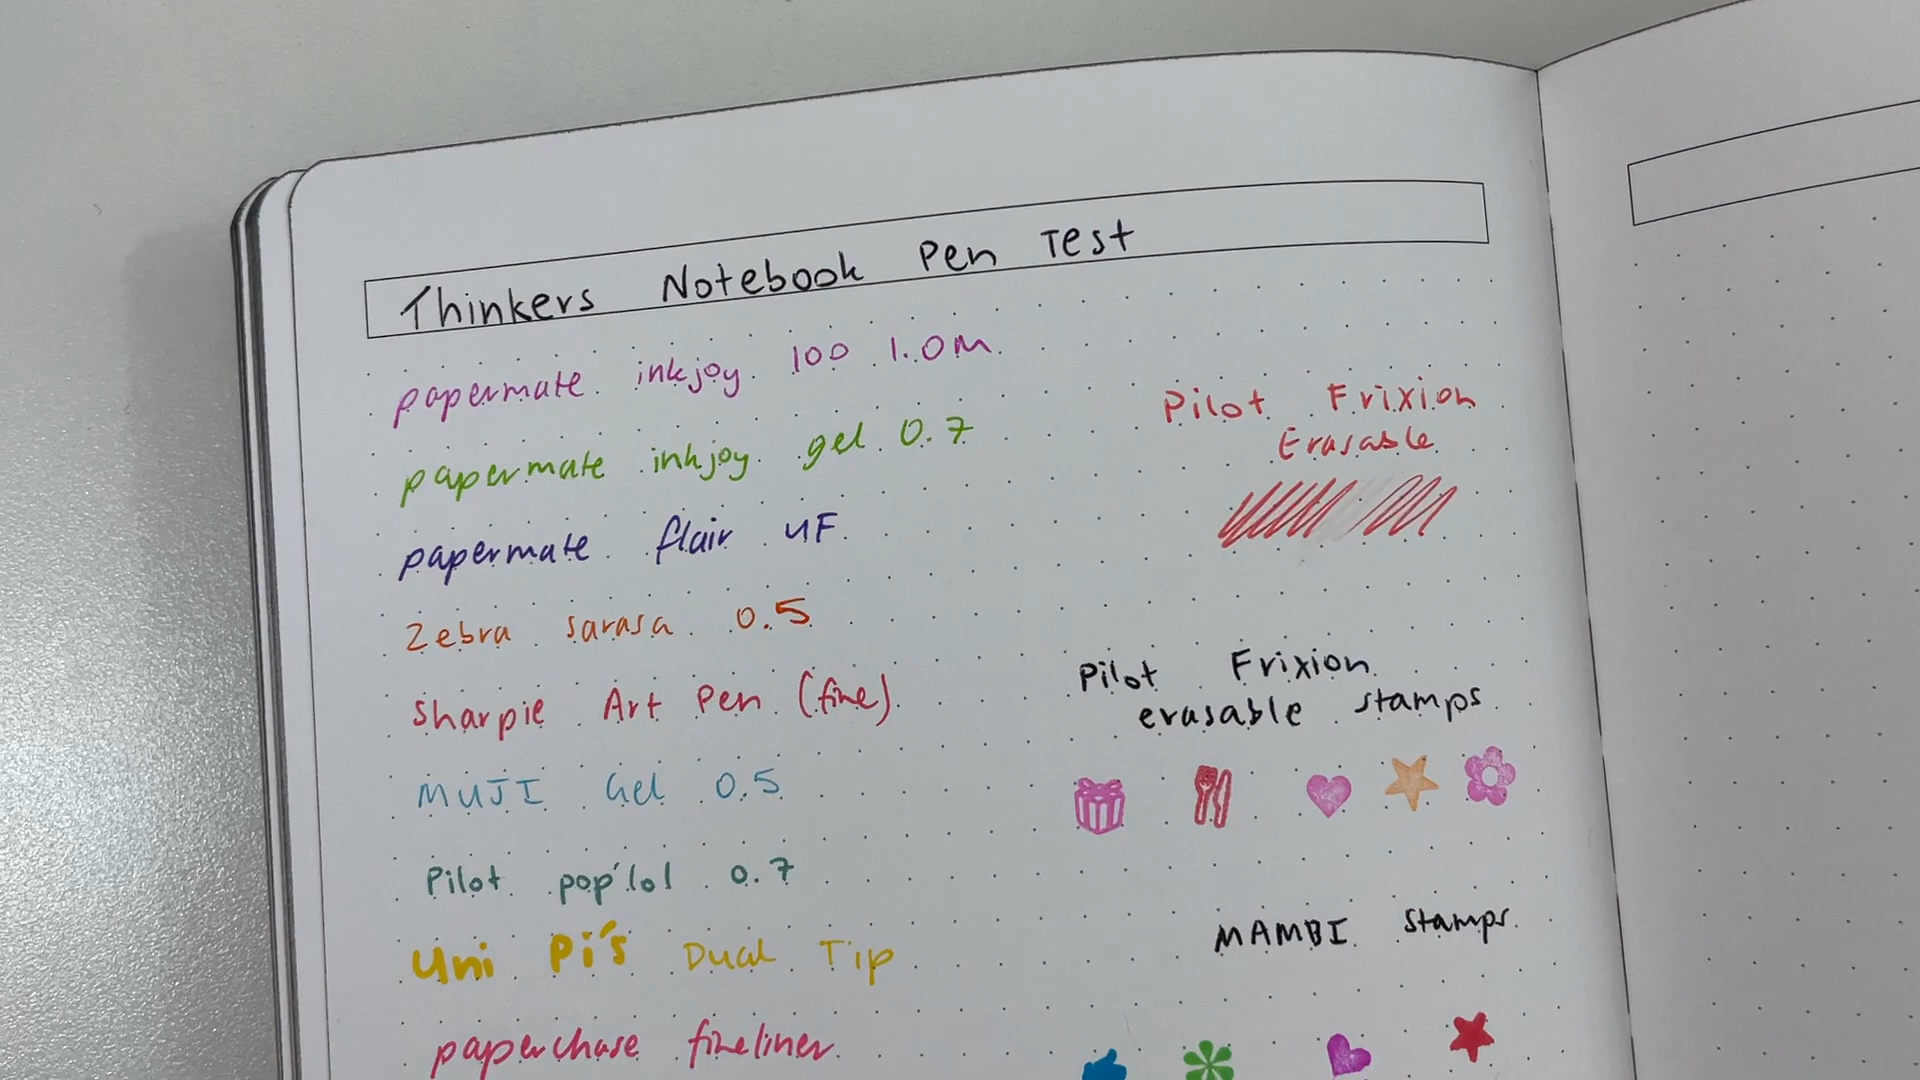 Thinkers Notebook Pen Test
papermate inkjoy 100 1.0M
papermate inkjoy gel 0.7
papermate flair UF
Zebra sarasa 0.5
Sharpie Art Pen (fine)
MUJI Gel 0.5
Pilot pop'lol 0.7
Uni Pi's Dual Tip
paperchase fineliner
Pilot Frixion
Erasable
Pilot Frixion
erasable stamps
MAMBI stamps